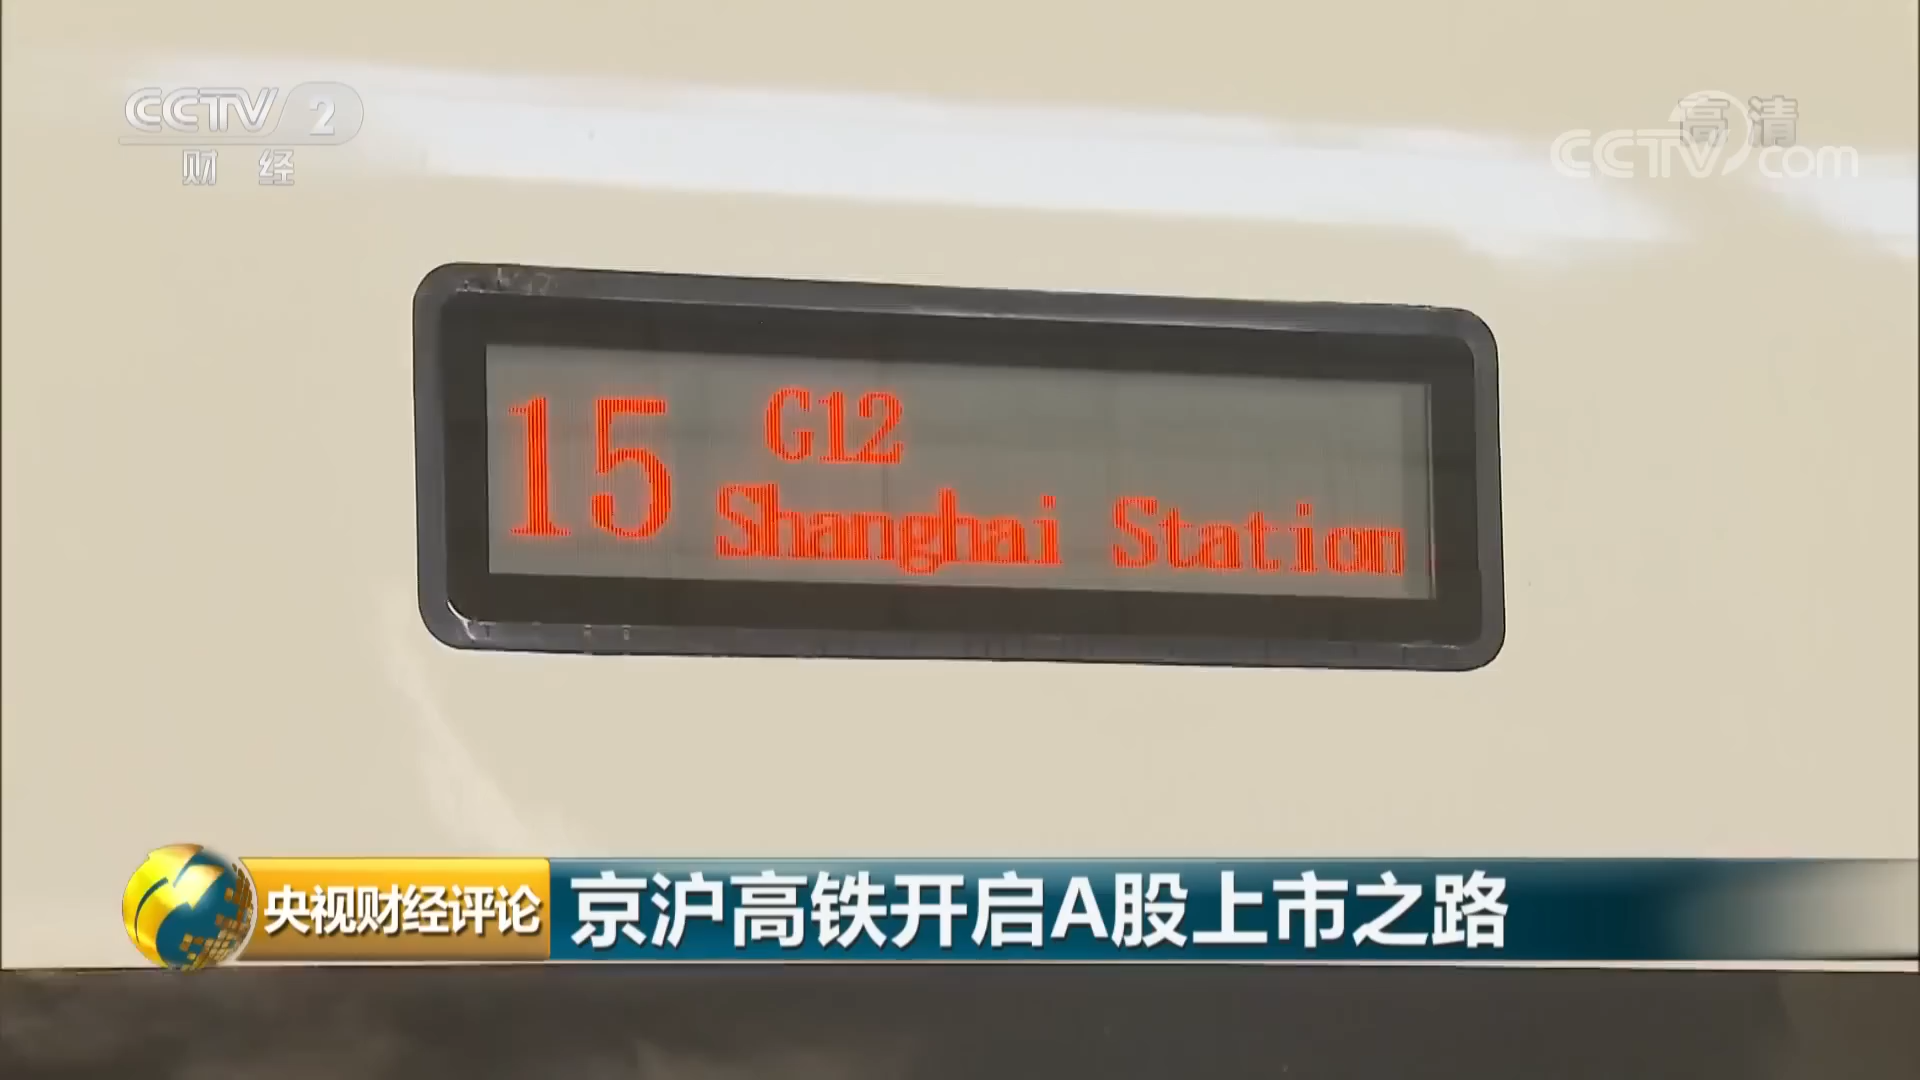 CCTV 2
财 经
高清
CCTV.com
15
G12
Shanghai Station
央视财经评论
京沪高铁开启A股上市之路